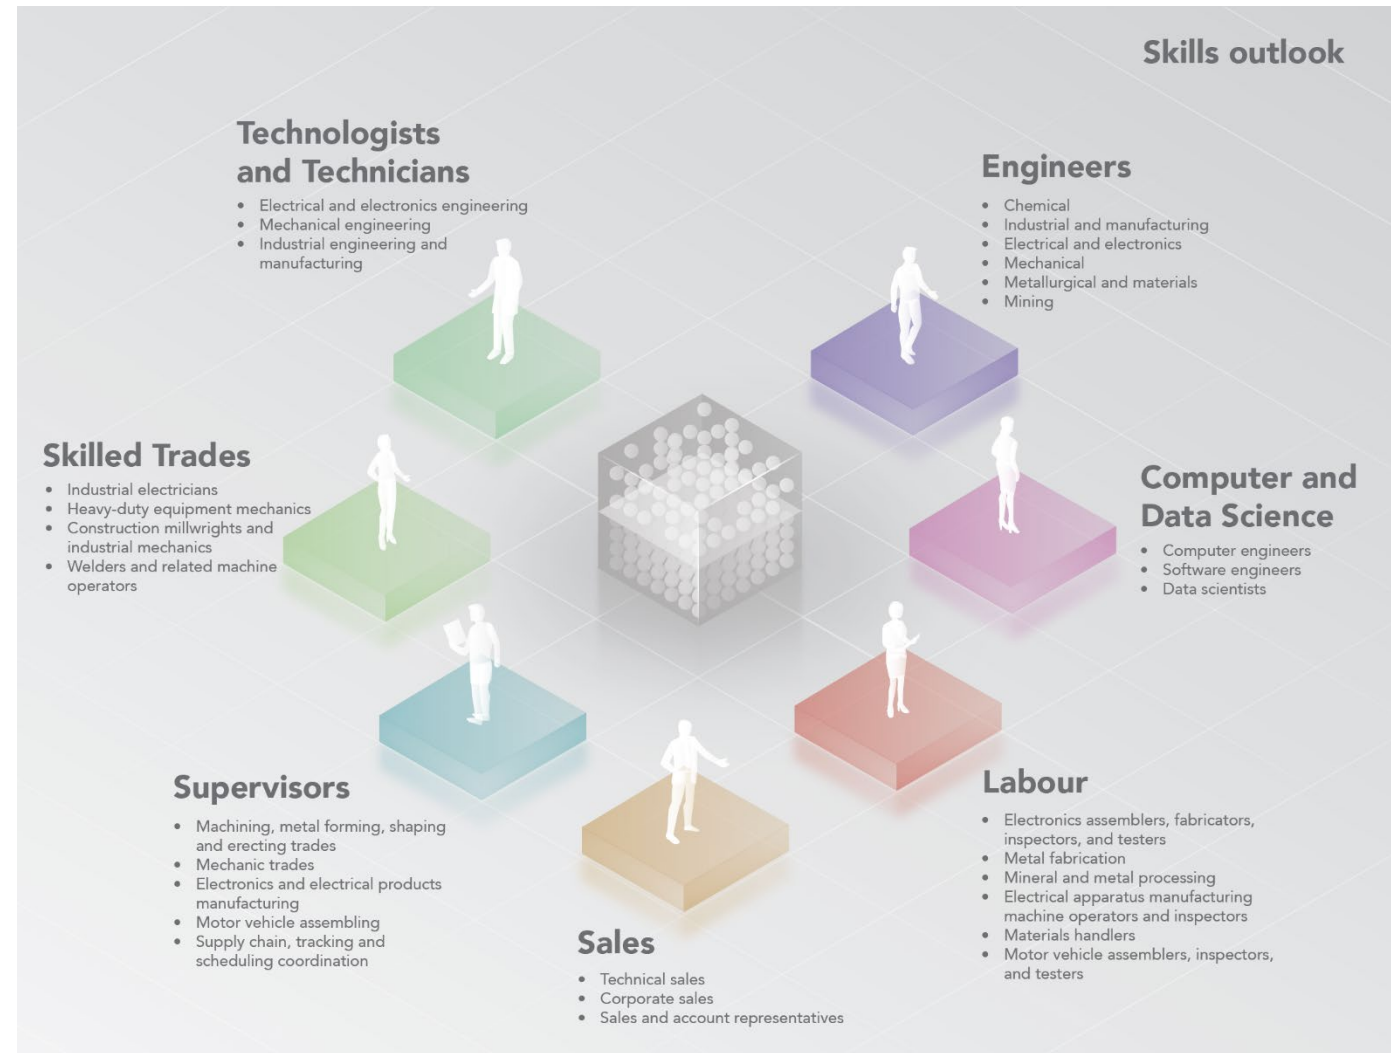 Skills outlook
Technologists
and Technicians
• Electrical and electronics engineering
• Mechanical engineering
• Industrial engineering and
manufacturing
Engineers
• Chemical
• Industrial and manufacturing
• Electrical and electronics
• Mechanical
• Metallurgical and materials
• Mining
Skilled Trades
• Industrial electricians
• Heavy-duty equipment mechanics
• Construction millwrights and
industrial mechanics
• Welders and related machine
operators
Computer and
Data Science
• Computer engineers
• Software engineers
• Data scientists
Supervisors
• Machining, metal forming, shaping
and erecting trades
• Mechanic trades
• Electronics and electrical products
manufacturing
• Motor vehicle assembling
• Supply chain, tracking and
scheduling coordination
Sales
• Technical sales
• Corporate sales
• Sales and account representatives
Labour
• Electronics assemblers, fabricators,
inspectors, and testers
• Metal fabrication
• Mineral and metal processing
• Electrical apparatus manufacturing
machine operators and inspectors
• Materials handlers
• Motor vehicle assemblers, inspectors,
and testers